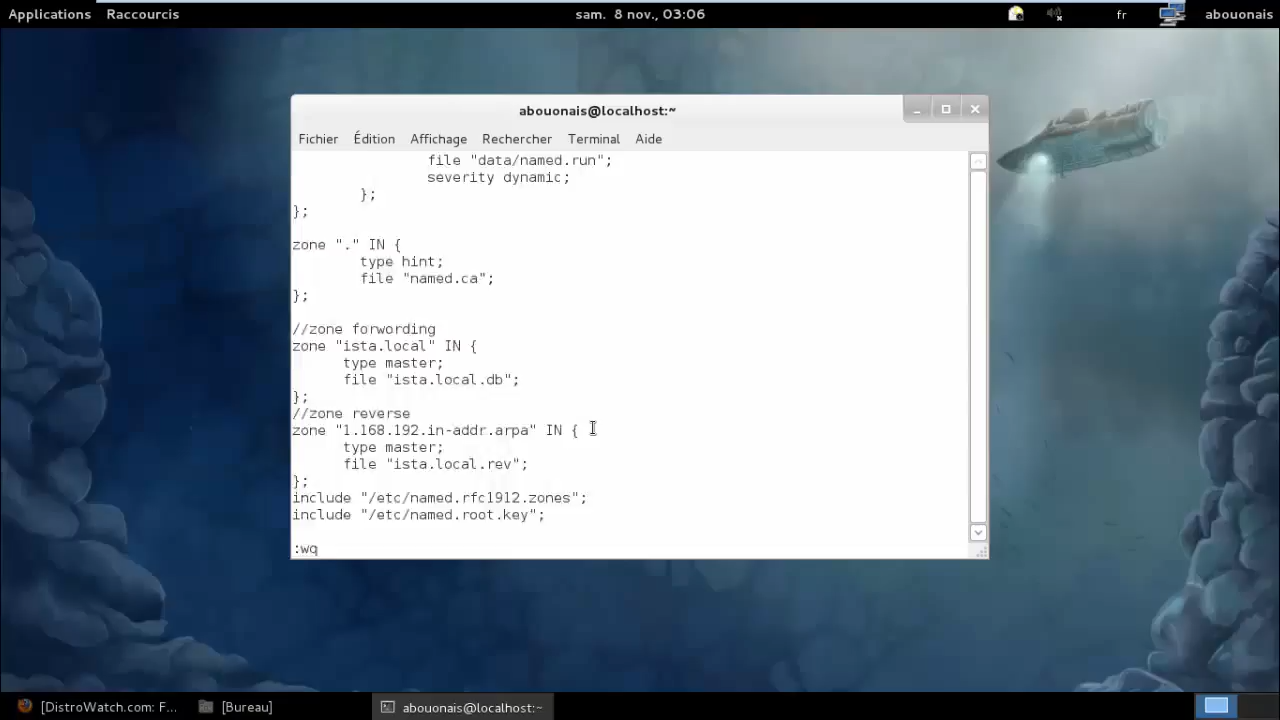 Applications Raccourcis sam. 8 nov., 03:06 fr abouonais
abouonais@localhost:~
Fichier Édition Affichage Rechercher Terminal Aide
file "data/named.run";
severity dynamic;
};
};
zone "." IN {
type hint;
file "named.ca";
};
//zone forwording
zone "ista.local" IN {
type master;
file "ista.local.db";
};
//zone reverse
zone "1.168.192.in-addr.arpa" IN {
type master;
file "ista.local.rev";
};
include "/etc/named.rfc1912.zones";
include "/etc/named.root.key";
:wq
[DistroWatch.com: F... [Bureau] abouonais@localhost:~